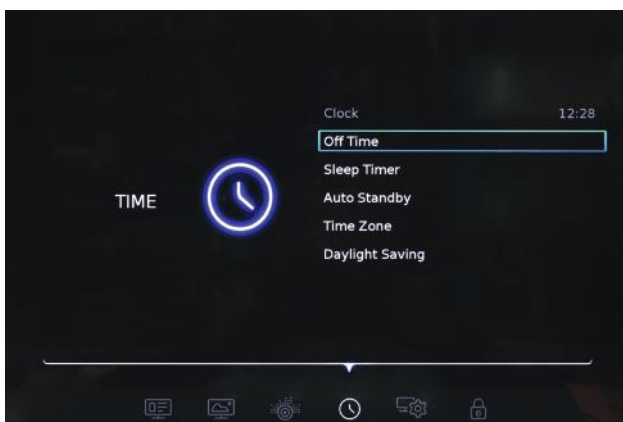 Clock 12:28
Off Time
Sleep Timer
TIME
Auto Standby
Time Zone
Daylight Saving